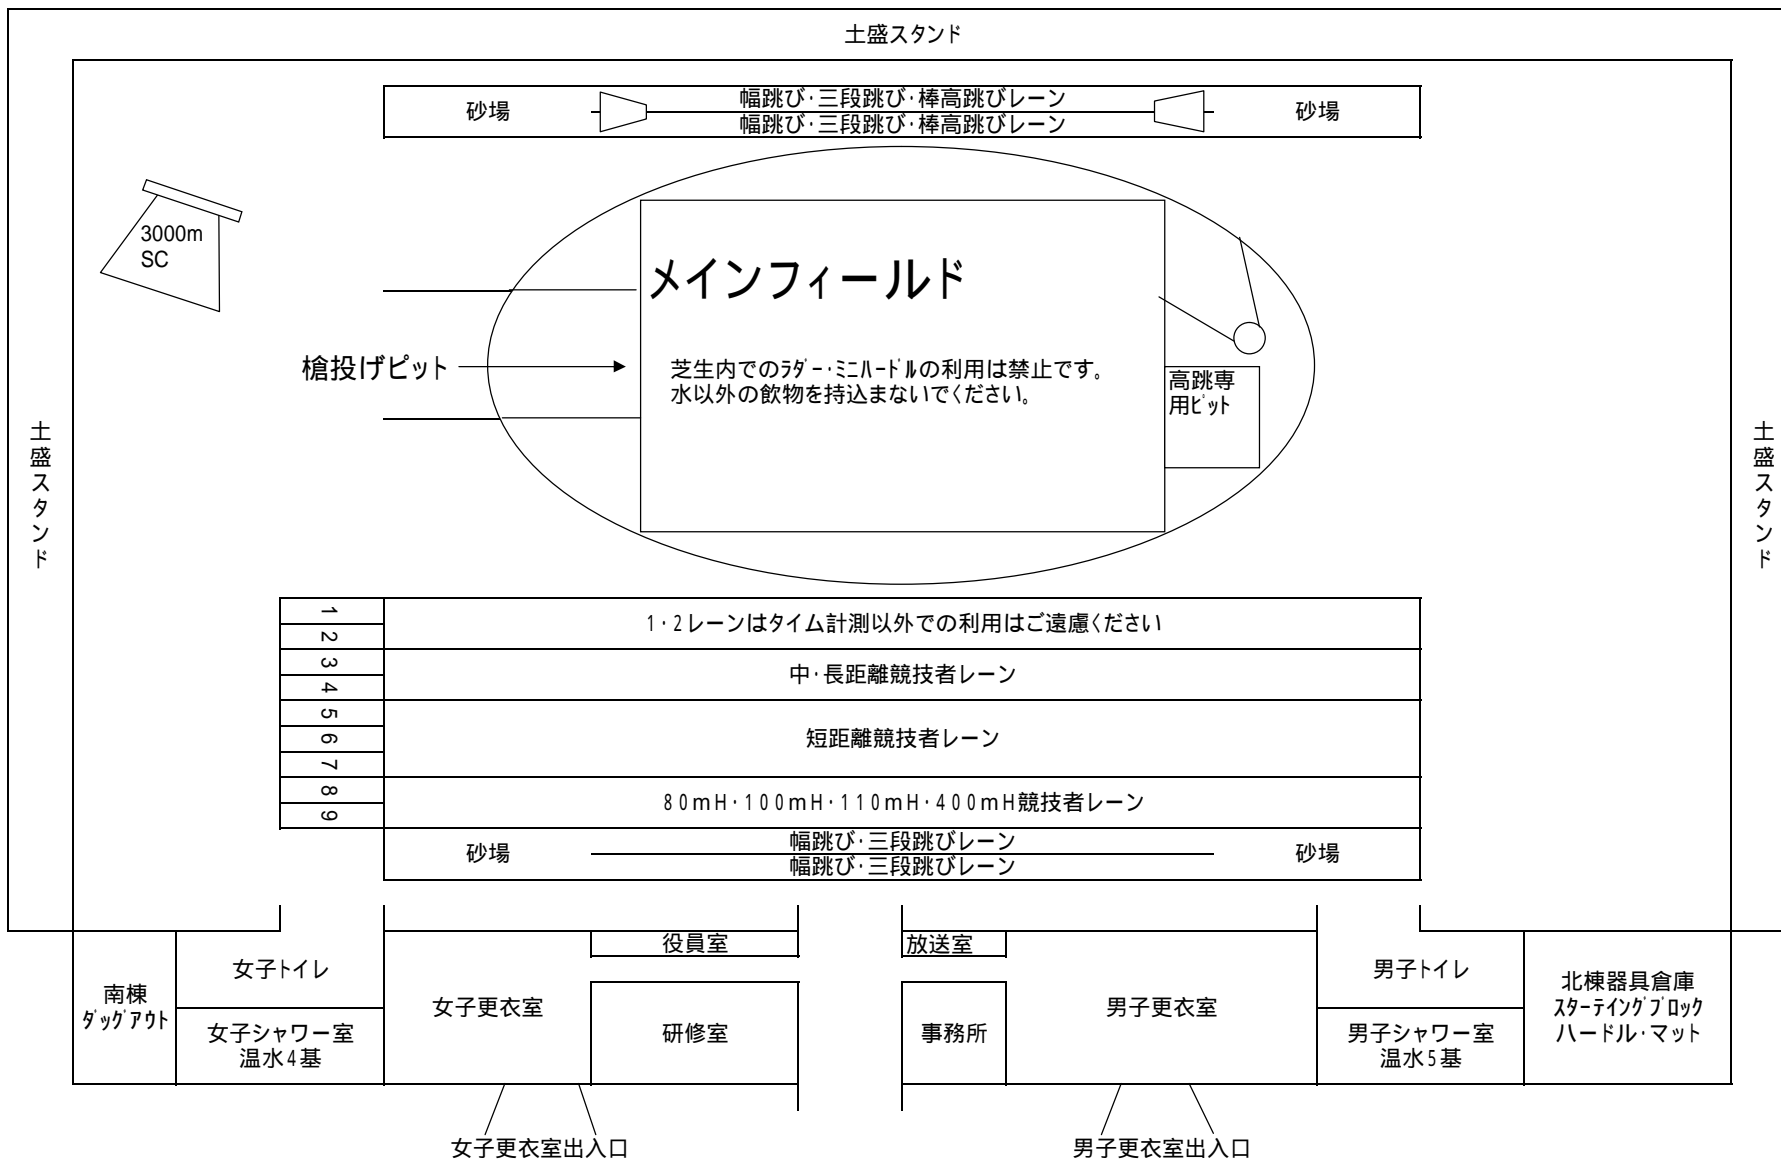 土盛スタンド
砂場
幅跳び・三段跳び・棒高跳びレーン
幅跳び・三段跳び・棒高跳びレーン
砂場
3000m
SC
メインフィールド
槍投げピット
芝生内でのﾗﾀﾞｰ・ﾐﾆﾊｰﾄﾞﾙの利用は禁止です。
水以外の飲物を持込まないでください。
高跳専
用ﾋﾟｯﾄ
土盛スタンド
土盛スタンド
1
2
3
4
5
6
7
8
9
1・2レーンはタイム計測以外での利用はご遠慮ください
中・長距離競技者レーン
短距離競技者レーン
80mH・100mH・110mH・400mH競技者レーン
砂場
幅跳び・三段跳びレーン
幅跳び・三段跳びレーン
砂場
南棟
ﾀﾞｯｸﾞｱｳﾄ
女子トイレ
女子シャワー室
温水4基
女子更衣室
役員室
研修室
放送室
事務所
男子更衣室
男子トイレ
男子シャワー室
温水5基
北棟器具倉庫
ｽﾀｰﾃｲﾝｸﾞﾌﾞﾛｯｸ
ハードル・マット
女子更衣室出入口
男子更衣室出入口